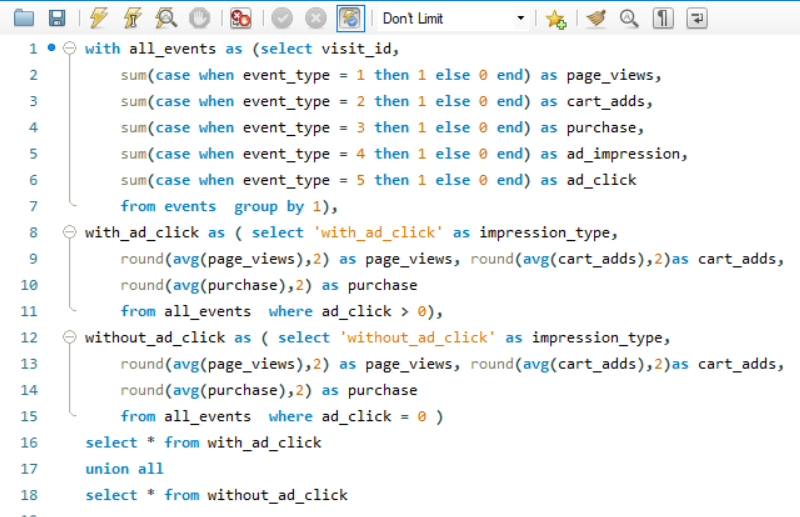 Don't Limit
1 with all_events as (select visit_id,
2 sum(case when event_type = 1 then 1 else 0 end) as page_views,
3 sum(case when event_type = 2 then 1 else 0 end) as cart_adds,
4 sum(case when event_type = 3 then 1 else 0 end) as purchase,
5 sum(case when event_type = 4 then 1 else 0 end) as ad_impression,
6 sum(case when event_type = 5 then 1 else 0 end) as ad_click
7 from events  group by 1),
8 with_ad_click as ( select 'with_ad_click' as impression_type,
9 round(avg(page_views),2) as page_views, round(avg(cart_adds),2)as cart_adds,
10 round(avg(purchase),2) as purchase
11 from all_events  where ad_click > 0),
12 without_ad_click as ( select 'without_ad_click' as impression_type,
13 round(avg(page_views),2) as page_views, round(avg(cart_adds),2)as cart_adds,
14 round(avg(purchase),2) as purchase
15 from all_events  where ad_click = 0 )
16 select * from with_ad_click
17 union all
18 select * from without_ad_click